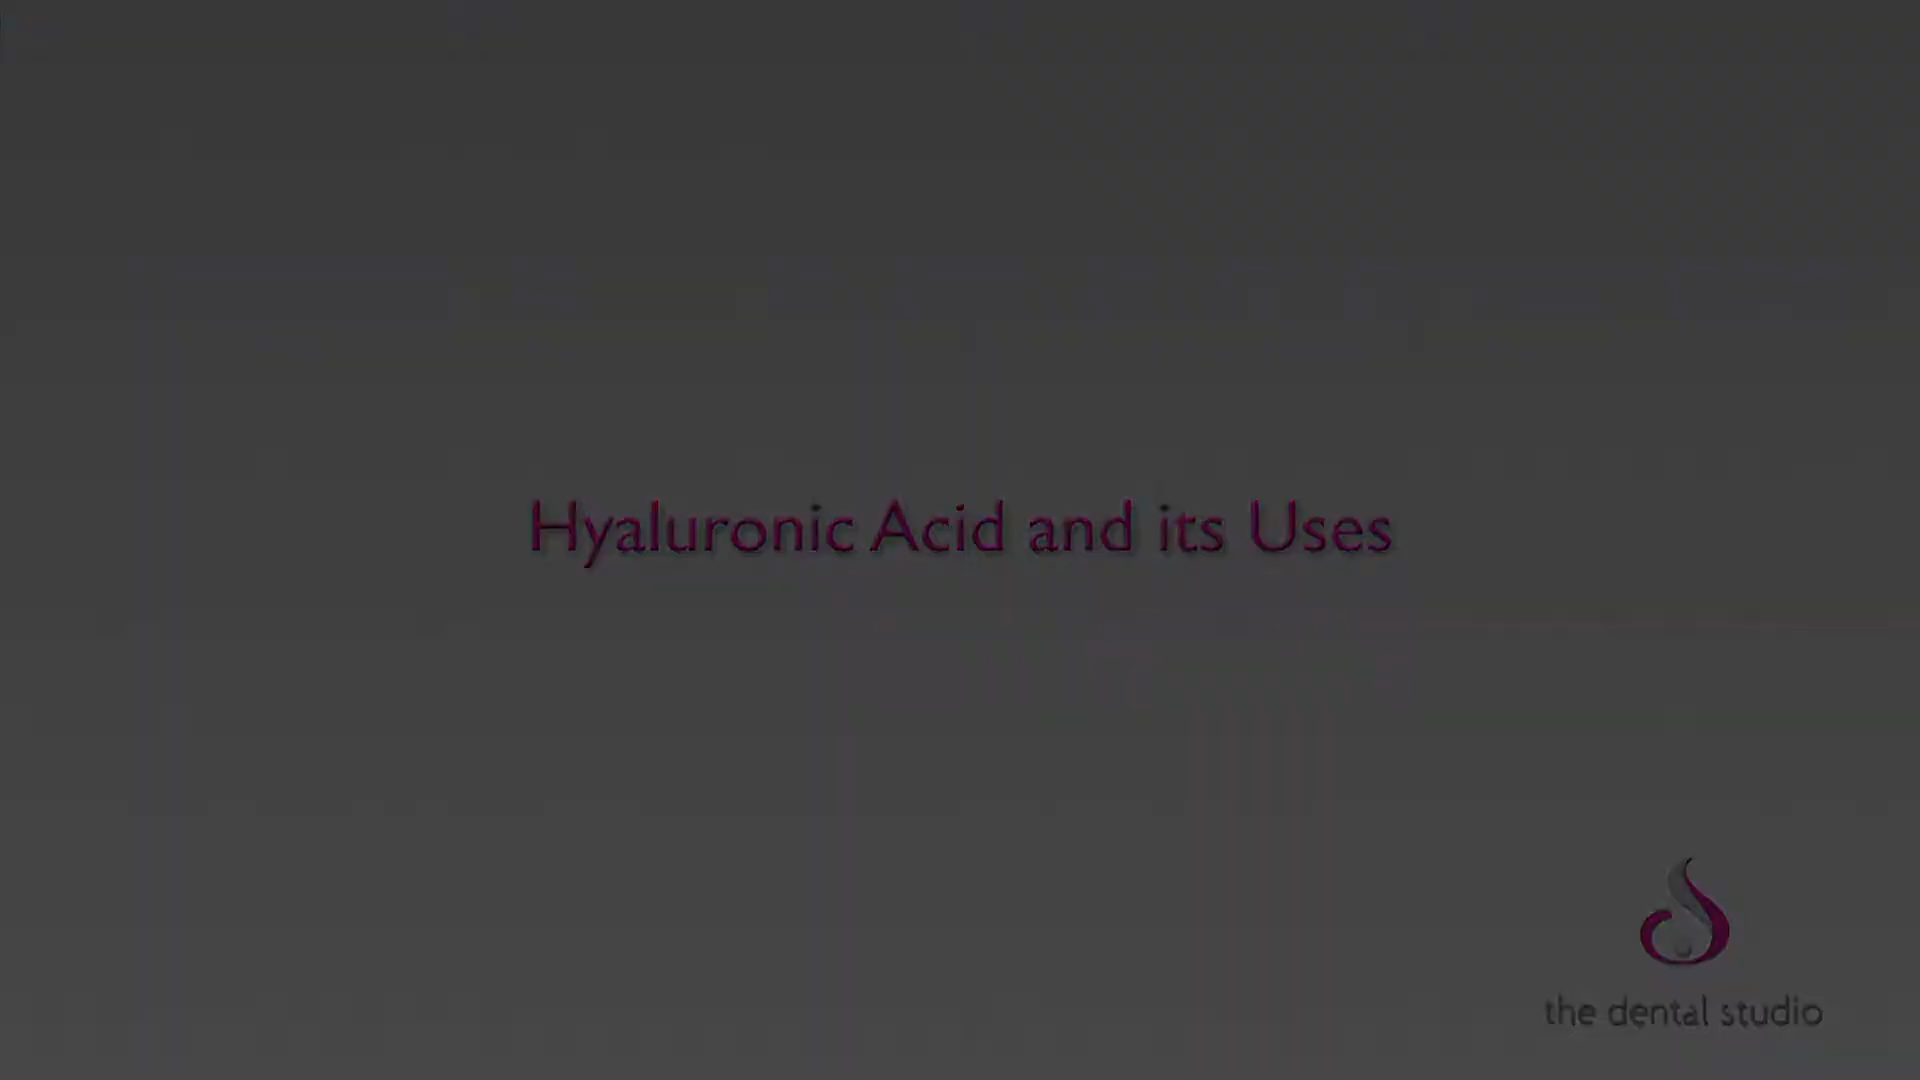 Hyaluronic Acid and its Uses
the dental studio